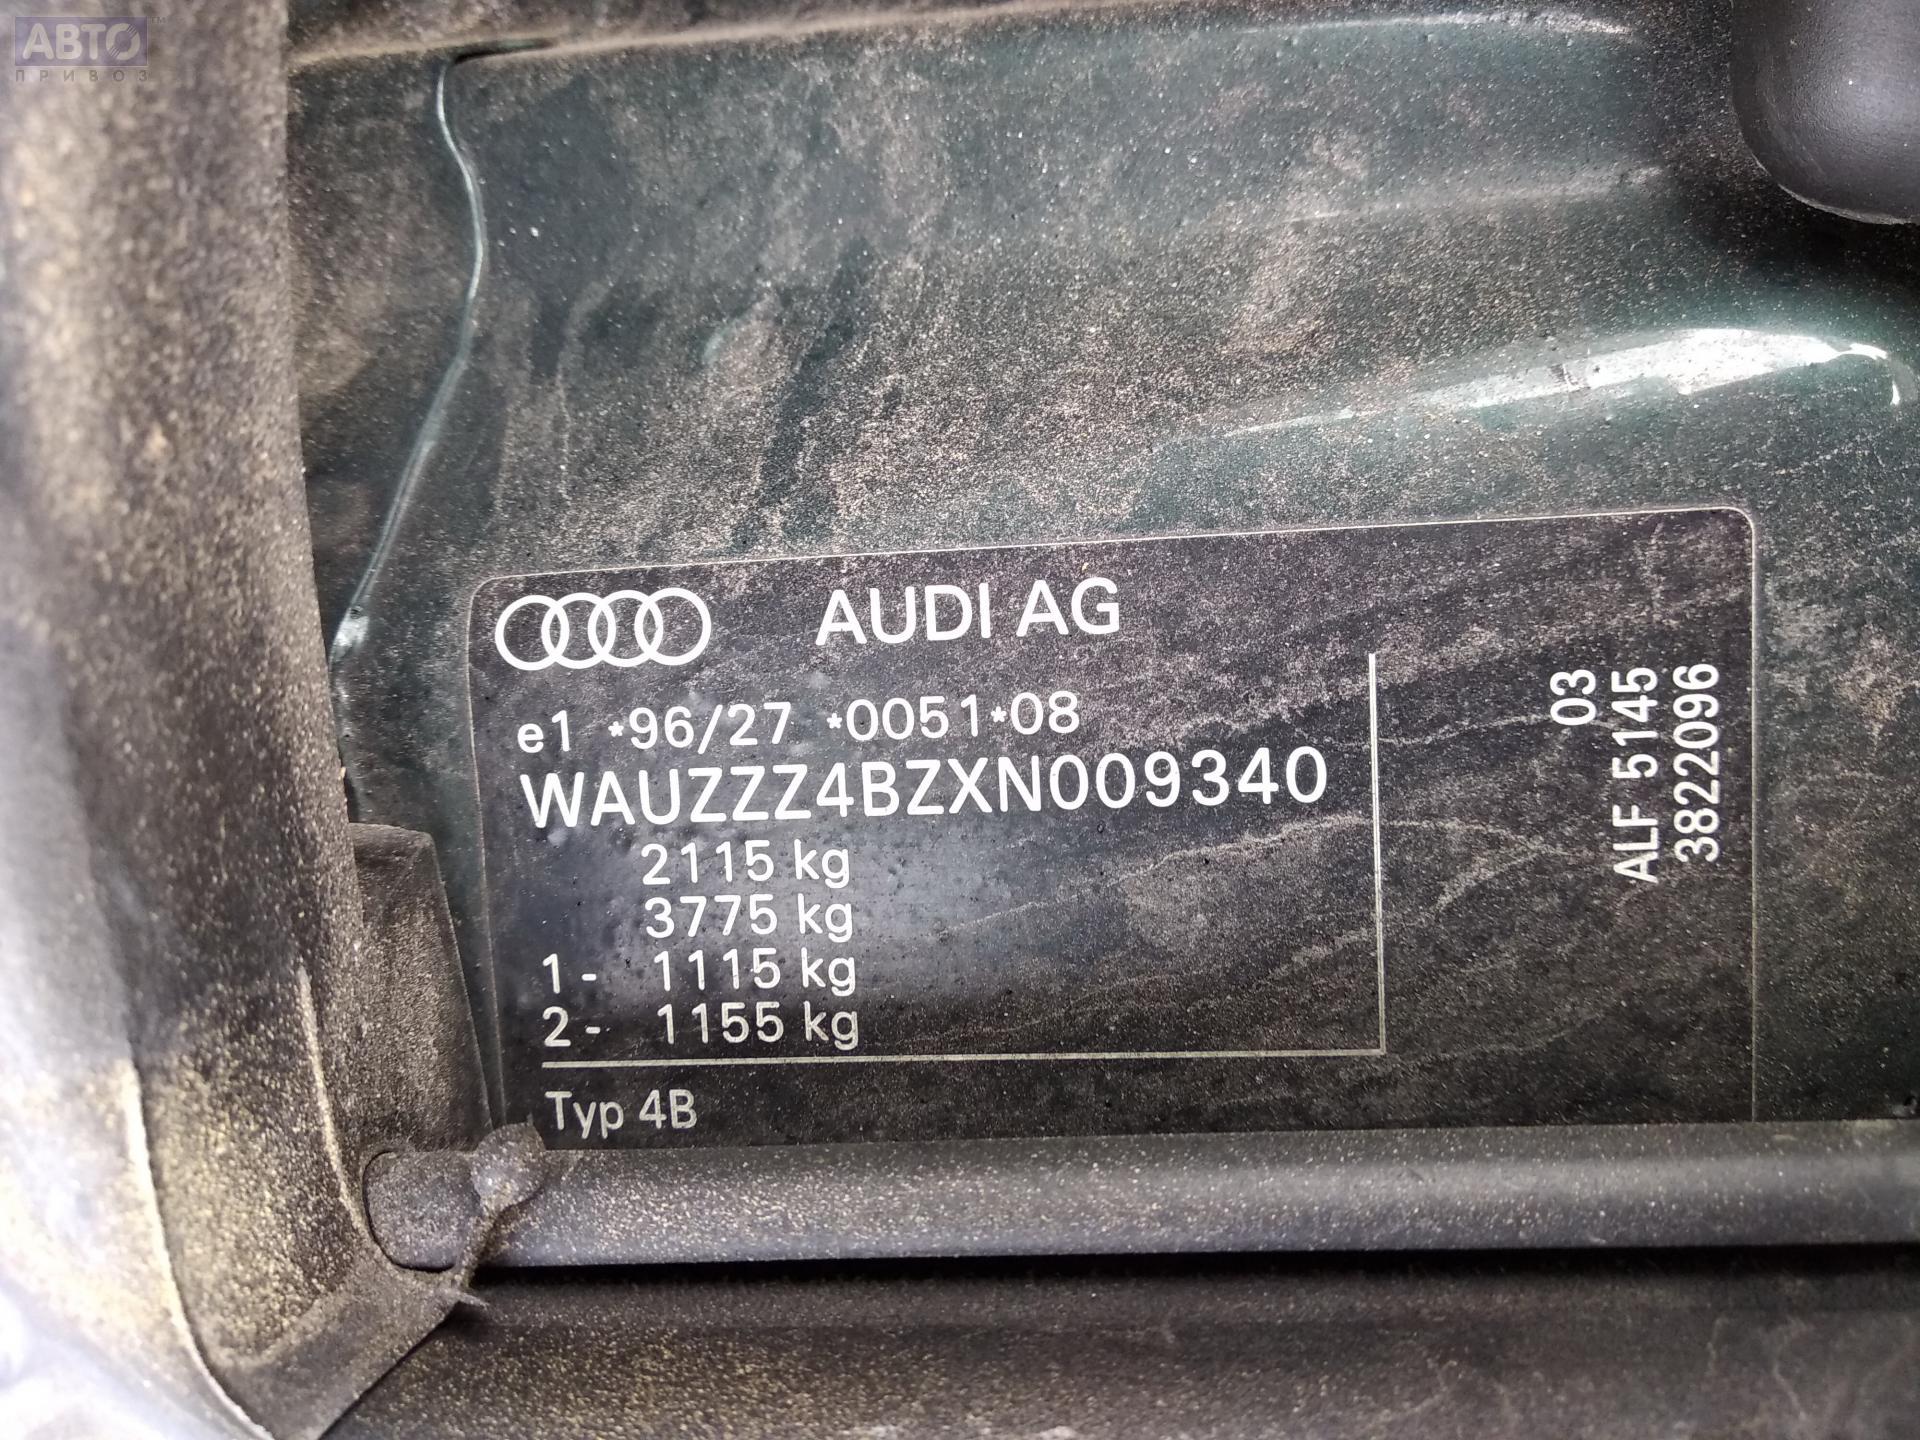 АВТО™
ПРИВОЗ
AUDI AG
e1 *96/27 *0051*08
WAUZZZ4BZXN009340
2115 kg
3775 kg
1- 1115 kg
2- 1155 kg
Typ 4B
03
ALF 5145
3822096